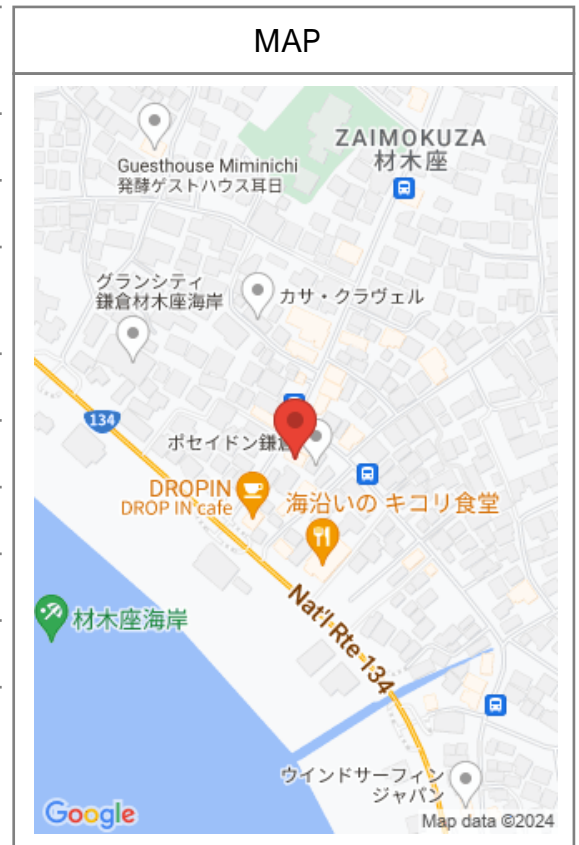 MAP
ZAIMOKUZA
材木座
Guesthouse Miminichi
発酵ゲストハウス耳日
グランシティ
鎌倉材木座海岸
カサ・クラヴェル
134
ポセイドン鎌倉
DROPIN
DROP IN cafe
海沿いの キコリ食堂
Nat'l Rte 134
材木座海岸
ウインドサーフィン
ジャパン
Google
Map data ©2024